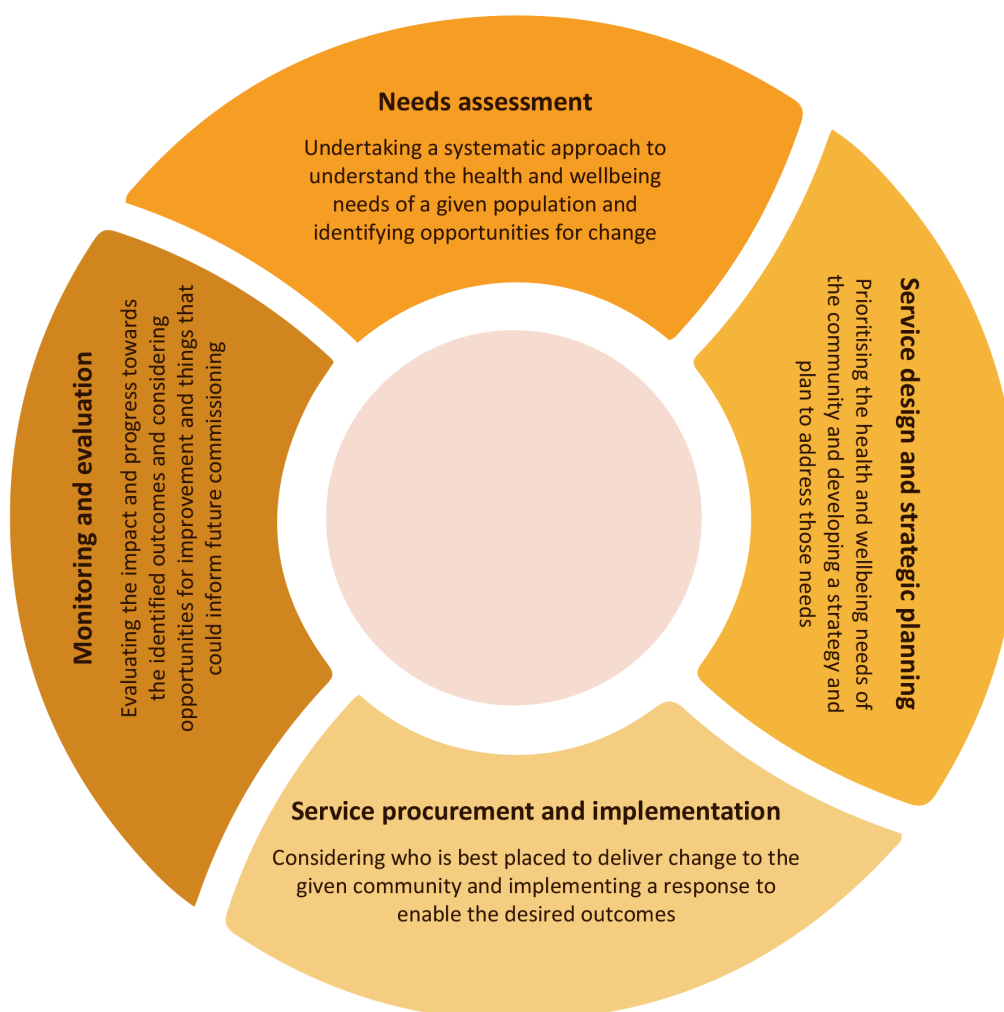 Needs assessment
Undertaking a systematic approach to
understand the health and wellbeing
needs of a given population and
identifying opportunities for change
Service design and strategic planning
Prioritising the health and wellbeing needs of
the community and developing a strategy and
plan to address those needs
Service procurement and implementation
Considering who is best placed to deliver change to the
given community and implementing a response to
enable the desired outcomes
Monitoring and evaluation
Evaluating the impact and progress towards
the identified outcomes and considering
opportunities for improvement and things that
could inform future commissioning